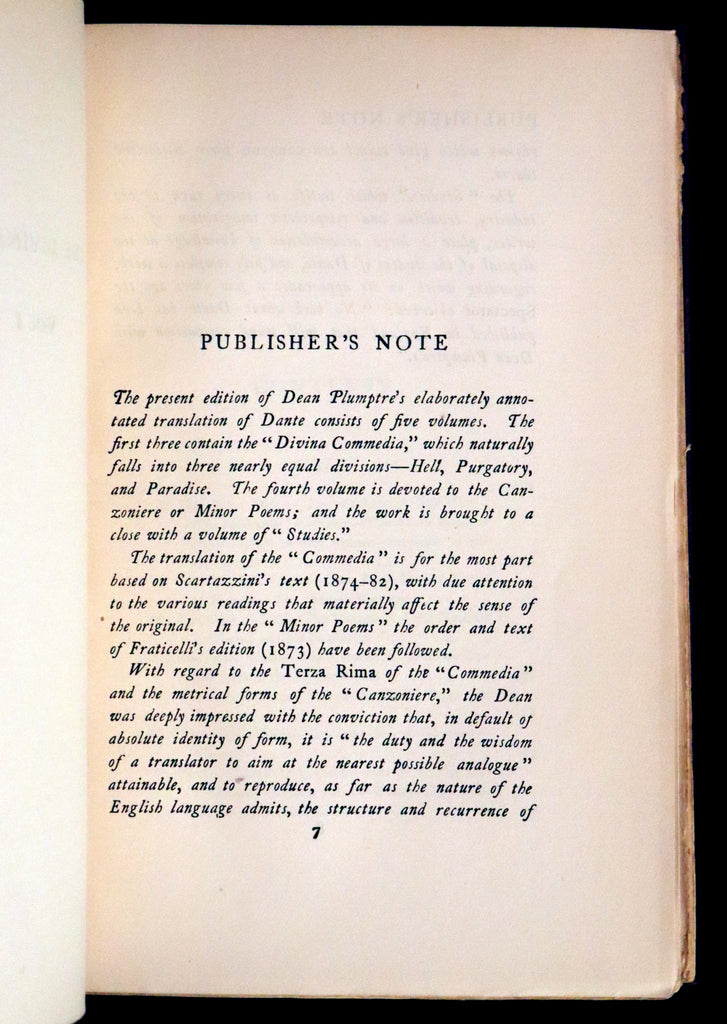 PUBLISHER'S NOTE
The present edition of Dean Plumptre's elaborately anno-
tated translation of Dante consists of five volumes. The
first three contain the "Divina Commedia," which naturally
falls into three nearly equal divisions—Hell, Purgatory,
and Paradise. The fourth volume is devoted to the Can-
zoniere or Minor Poems; and the work is brought to a
close with a volume of "Studies."
The translation of the "Commedia" is for the most part
based on Scartazzini's text (1874–82), with due attention
to the various readings that materially affect the sense of
the original. In the "Minor Poems" the order and text
of Fraticelli's edition (1873) have been followed.
With regard to the Terza Rima of the "Commedia"
and the metrical forms of the "Canzoniere," the Dean
was deeply impressed with the conviction that, in default of
absolute identity of form, it is "the duty and the wisdom
of a translator to aim at the nearest possible analogue"
attainable, and to reproduce, as far as the nature of the
English language admits, the structure and recurrence of
7